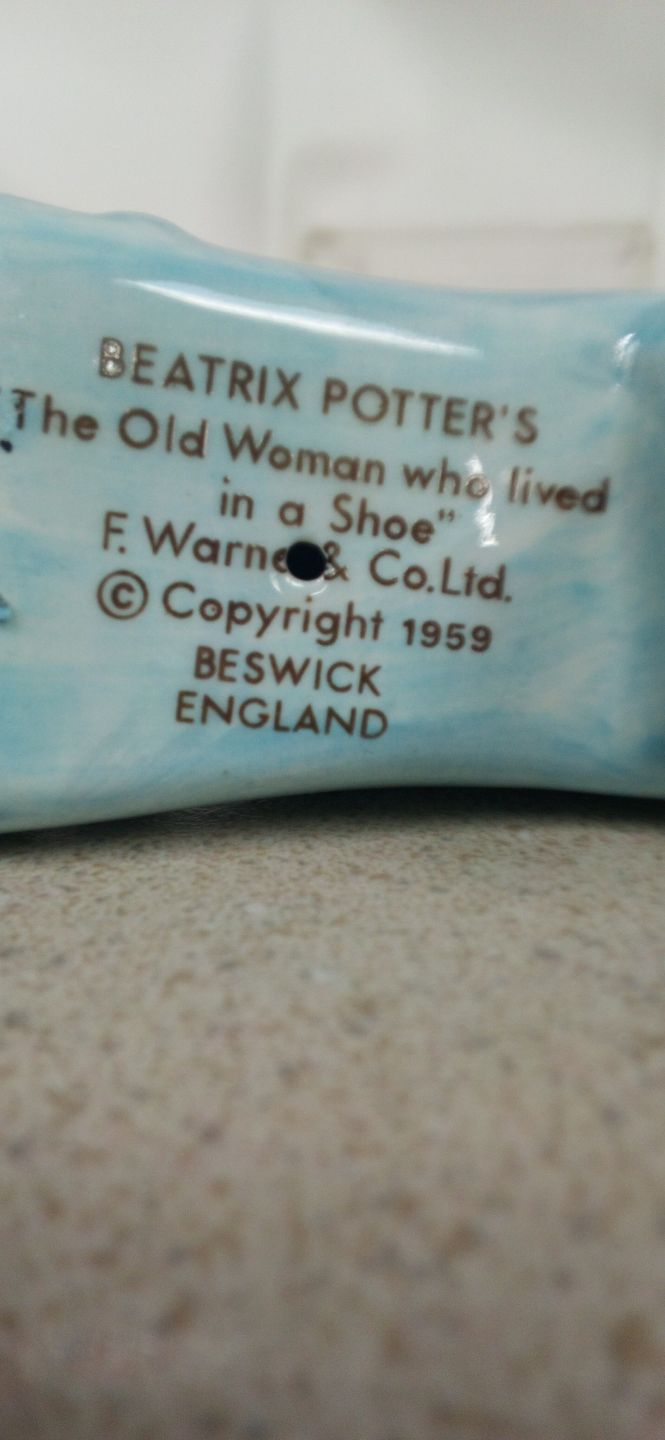 BEATRIX POTTER'S
"The Old Woman who lived
in a Shoe"
F. Warne & Co.Ltd.
© Copyright 1959
BESWICK
ENGLAND